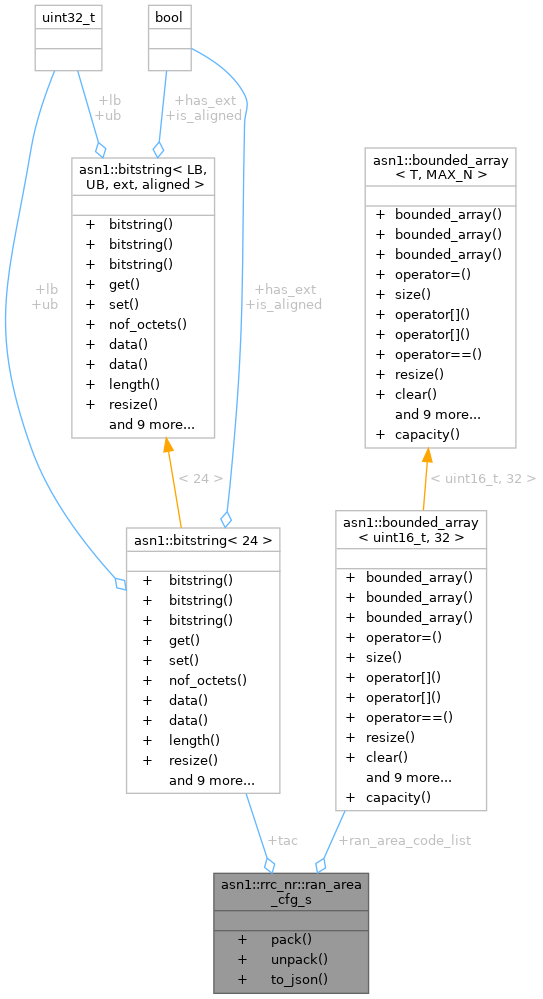 uint32_t
bool
+lb
+ub
+has_ext
+is_aligned
asn1::bitstring< LB,
UB, ext, aligned >
+ bitstring()
+ bitstring()
+ bitstring()
+ get()
+ set()
+ nof_octets()
+ data()
+ data()
+ length()
+ resize()
and 9 more...
asn1::bounded_array
< T, MAX_N >
+ bounded_array()
+ bounded_array()
+ bounded_array()
+ operator=()
+ size()
+ operator[]()
+ operator[]()
+ operator==()
+ resize()
+ clear()
and 9 more...
+ capacity()
+lb
+ub
+has_ext
+is_aligned
< 24 >
< uint16_t, 32 >
asn1::bitstring< 24 >
+ bitstring()
+ bitstring()
+ bitstring()
+ get()
+ set()
+ nof_octets()
+ data()
+ data()
+ length()
+ resize()
and 9 more...
asn1::bounded_array
< uint16_t, 32 >
+ bounded_array()
+ bounded_array()
+ bounded_array()
+ operator=()
+ size()
+ operator[]()
+ operator[]()
+ operator==()
+ resize()
+ clear()
and 9 more...
+ capacity()
+tac
+ran_area_code_list
asn1::rrc_nr::ran_area
_cfg_s
+ pack()
+ unpack()
+ to_json()